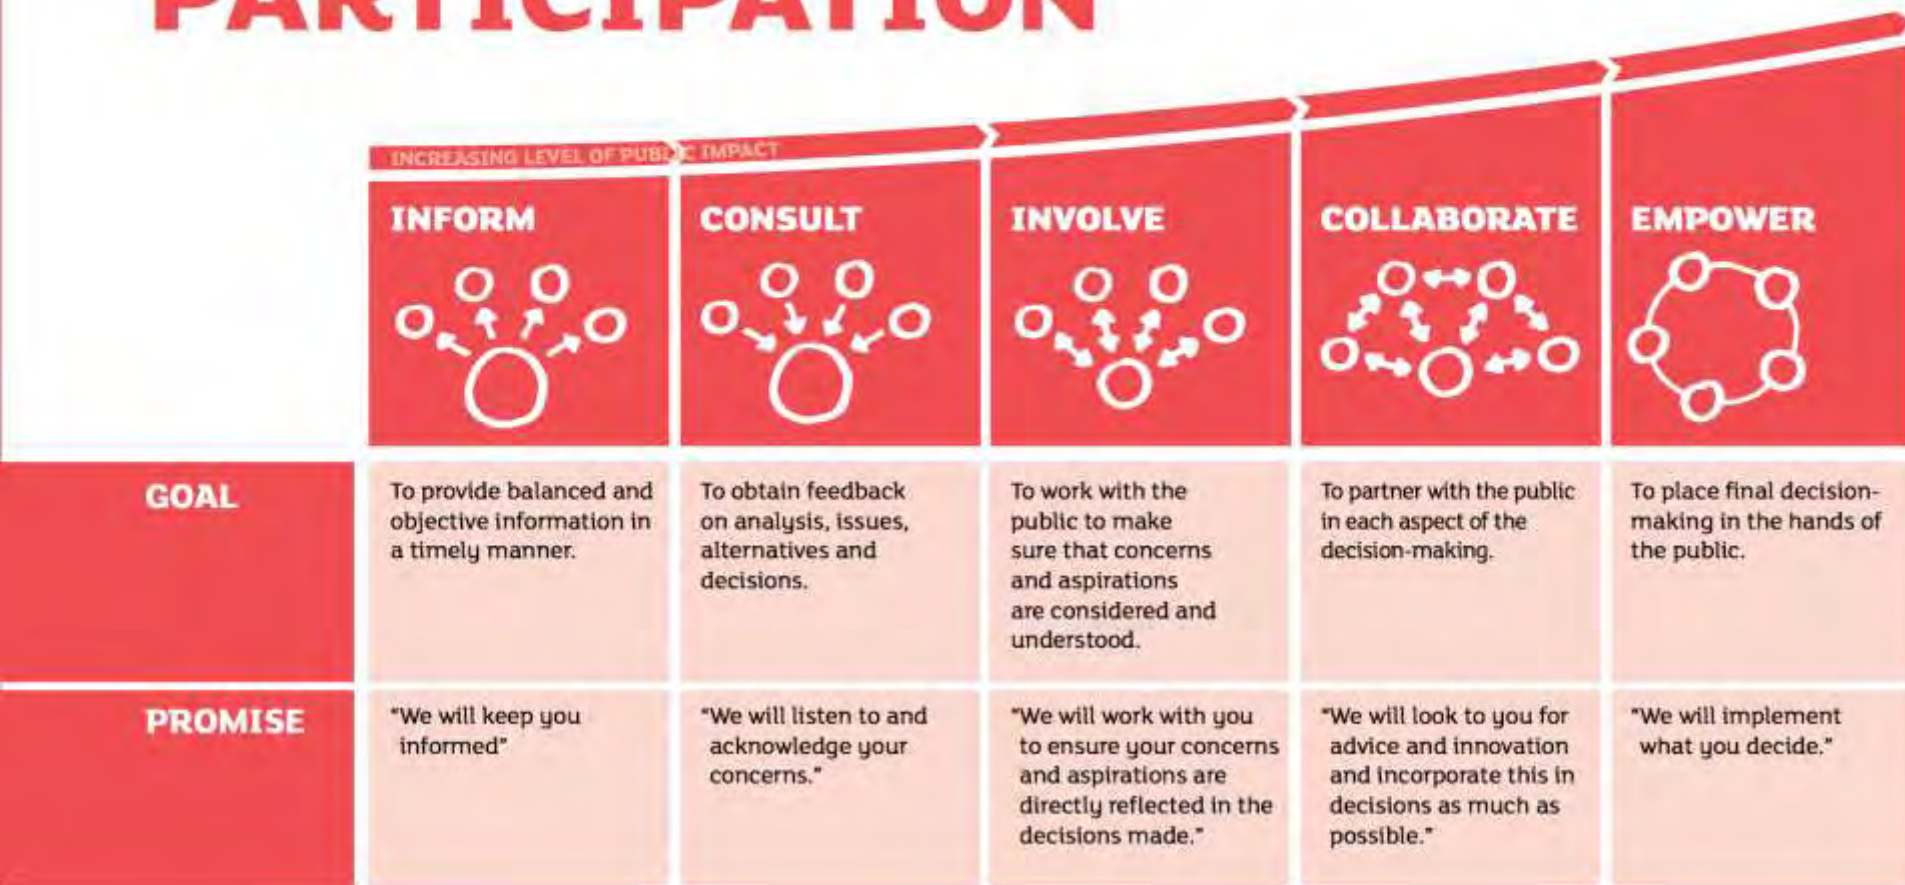 PARTICIPATION
INCREASING LEVEL OF PUBLIC IMPACT
INFORM
CONSULT
INVOLVE
COLLABORATE
EMPOWER
GOAL
To provide balanced and
objective information in
a timely manner.
To obtain feedback
on analysis, issues,
alternatives and
decisions.
To work with the
public to make
sure that concerns
and aspirations
are considered and
understood.
To partner with the public
in each aspect of the
decision-making.
To place final decision-
making in the hands of
the public.
PROMISE
"We will keep you
informed"
"We will listen to and
acknowledge your
concerns."
"We will work with you
to ensure your concerns
and aspirations are
directly reflected in the
decisions made."
"We will look to you for
advice and innovation
and incorporate this in
decisions as much as
possible."
"We will implement
what you decide."